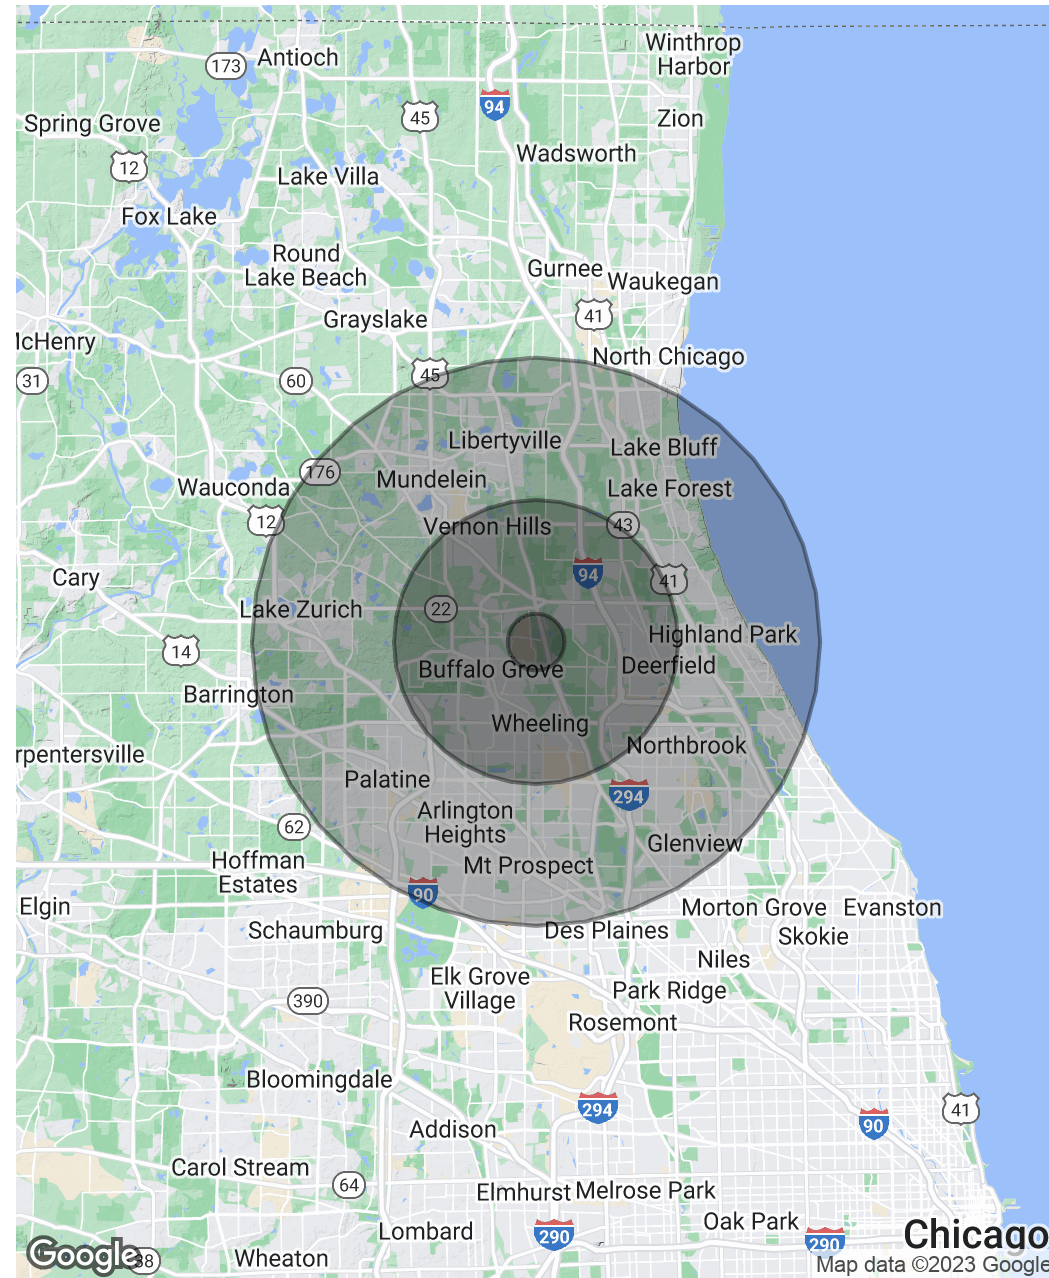 Winthrop
Harbor
Antioch
173
94
45
Zion
Spring Grove
Wadsworth
12
Lake Villa
Fox Lake
Round
Lake Beach
Gurnee
Waukegan
Grayslake
41
McHenry
North Chicago
45
31
60
Libertyville
Lake Bluff
176
Mundelein
Wauconda
Lake Forest
12
Vernon Hills
43
94
41
Cary
22
Lake Zurich
Highland Park
14
Buffalo Grove
Deerfield
Barrington
Wheeling
Northbrook
rpentersville
Palatine
294
Arlington
Heights
62
Glenview
Hoffman
Estates
Mt Prospect
90
Elgin
Morton Grove
Evanston
Schaumburg
Des Plaines
Skokie
Niles
Elk Grove
Village
Park Ridge
390
Rosemont
Bloomingdale
294
41
90
Addison
Carol Stream
64
Elmhurst
Melrose Park
Lombard
Oak Park
290
290
Chicago
Google
38
Wheaton
Map data ©2023 Google